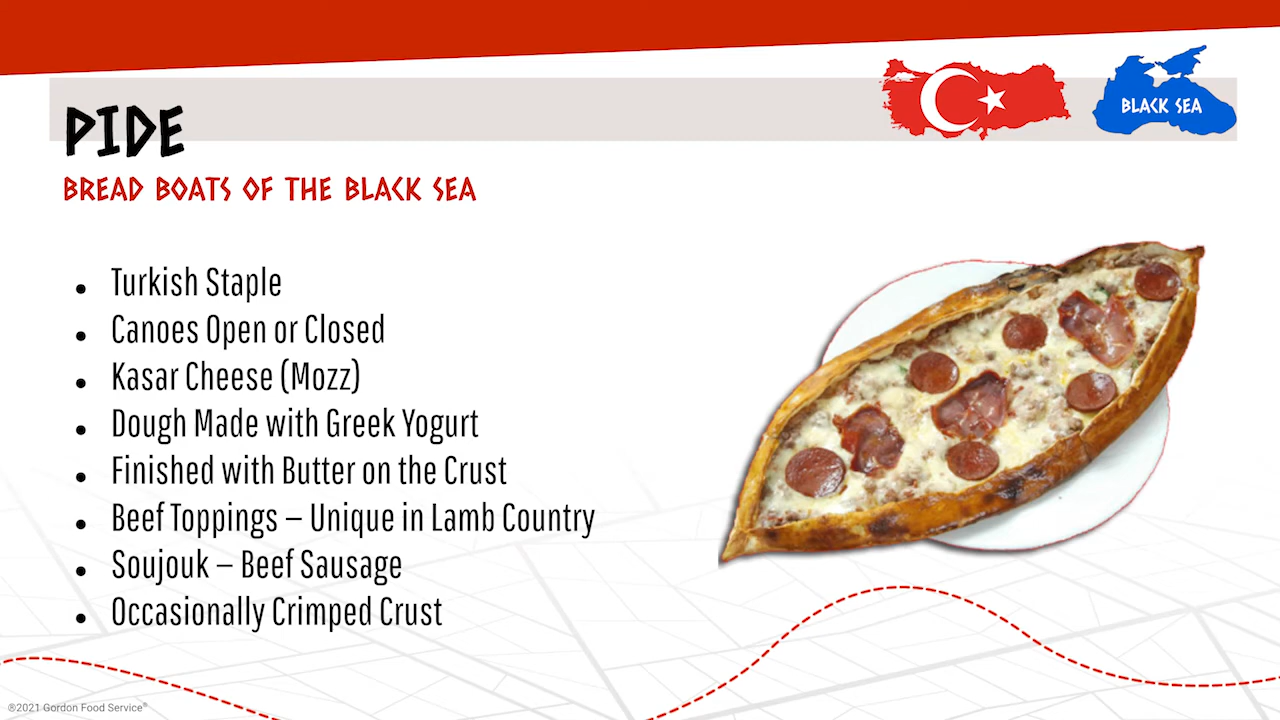 BLACK SEA
PIDE
BREAD BOATS OF THE BLACK SEA
Turkish Staple
Canoes Open or Closed
Kasar Cheese (Mozz)
Dough Made with Greek Yogurt
Finished with Butter on the Crust
Beef Toppings – Unique in Lamb Country
Soujouk – Beef Sausage
Occasionally Crimped Crust
®2021 Gordon Food Service®